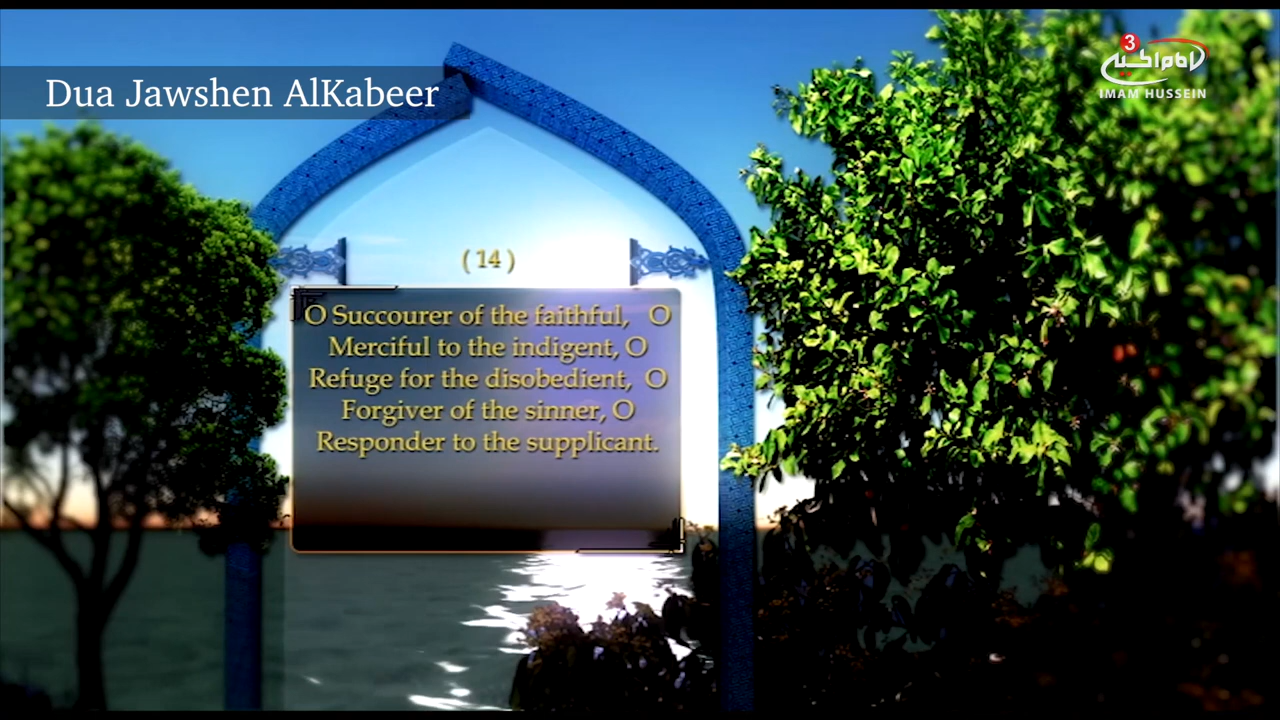 Dua Jawshen AlKabeer
3
IMAM HUSSEIN
( 14 )
O Succourer of the faithful, O
Merciful to the indigent, O
Refuge for the disobedient, O
Forgiver of the sinner, O
Responder to the supplicant.